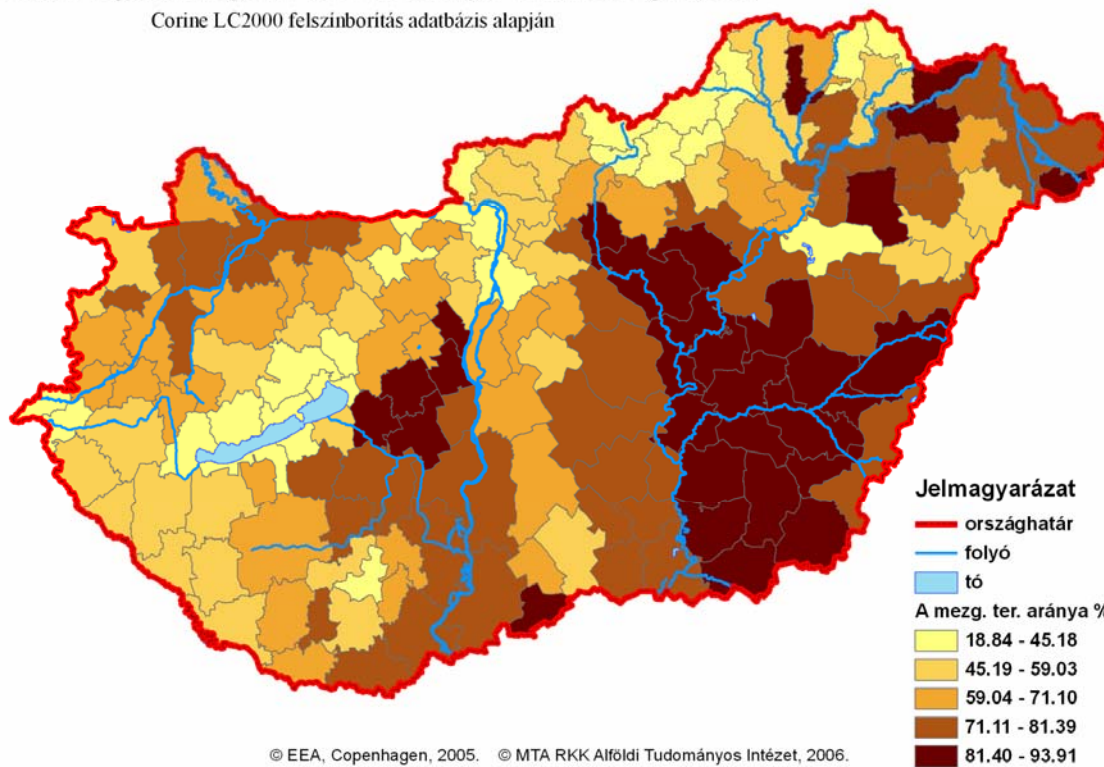 Corine LC2000 felszínborítás adatbázis alapján
Jelmagyarázat
országhatár
folyó
tó
A mezg. ter. aránya %
18.84 - 45.18
45.19 - 59.03
59.04 - 71.10
71.11 - 81.39
81.40 - 93.91
© EEA, Copenhagen, 2005. © MTA RKK Alföldi Tudományos Intézet, 2006.